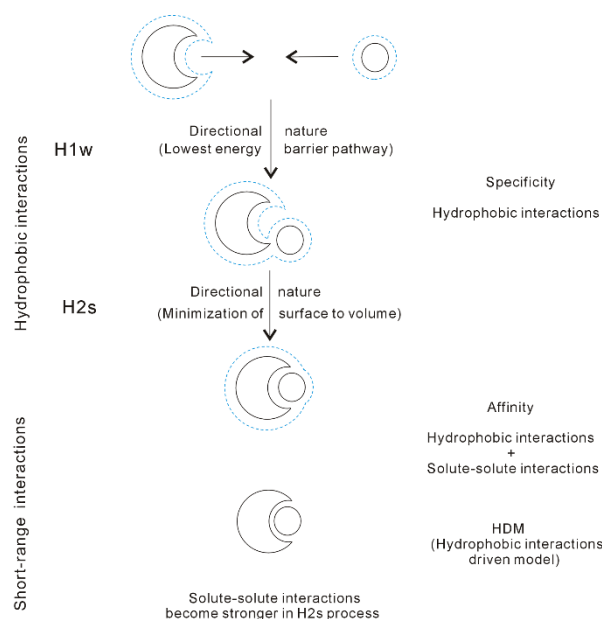 Hydrophobic interactions
H1w
Directional nature
(Lowest energy barrier pathway)
Specificity
Hydrophobic interactions
H2s
Directional nature
(Minimization of surface to volume)
Short-range interactions
Affinity
Hydrophobic interactions
+
Solute-solute interactions
HDM
(Hydrophobic interactions
driven model)
Solute-solute interactions
become stronger in H2s process